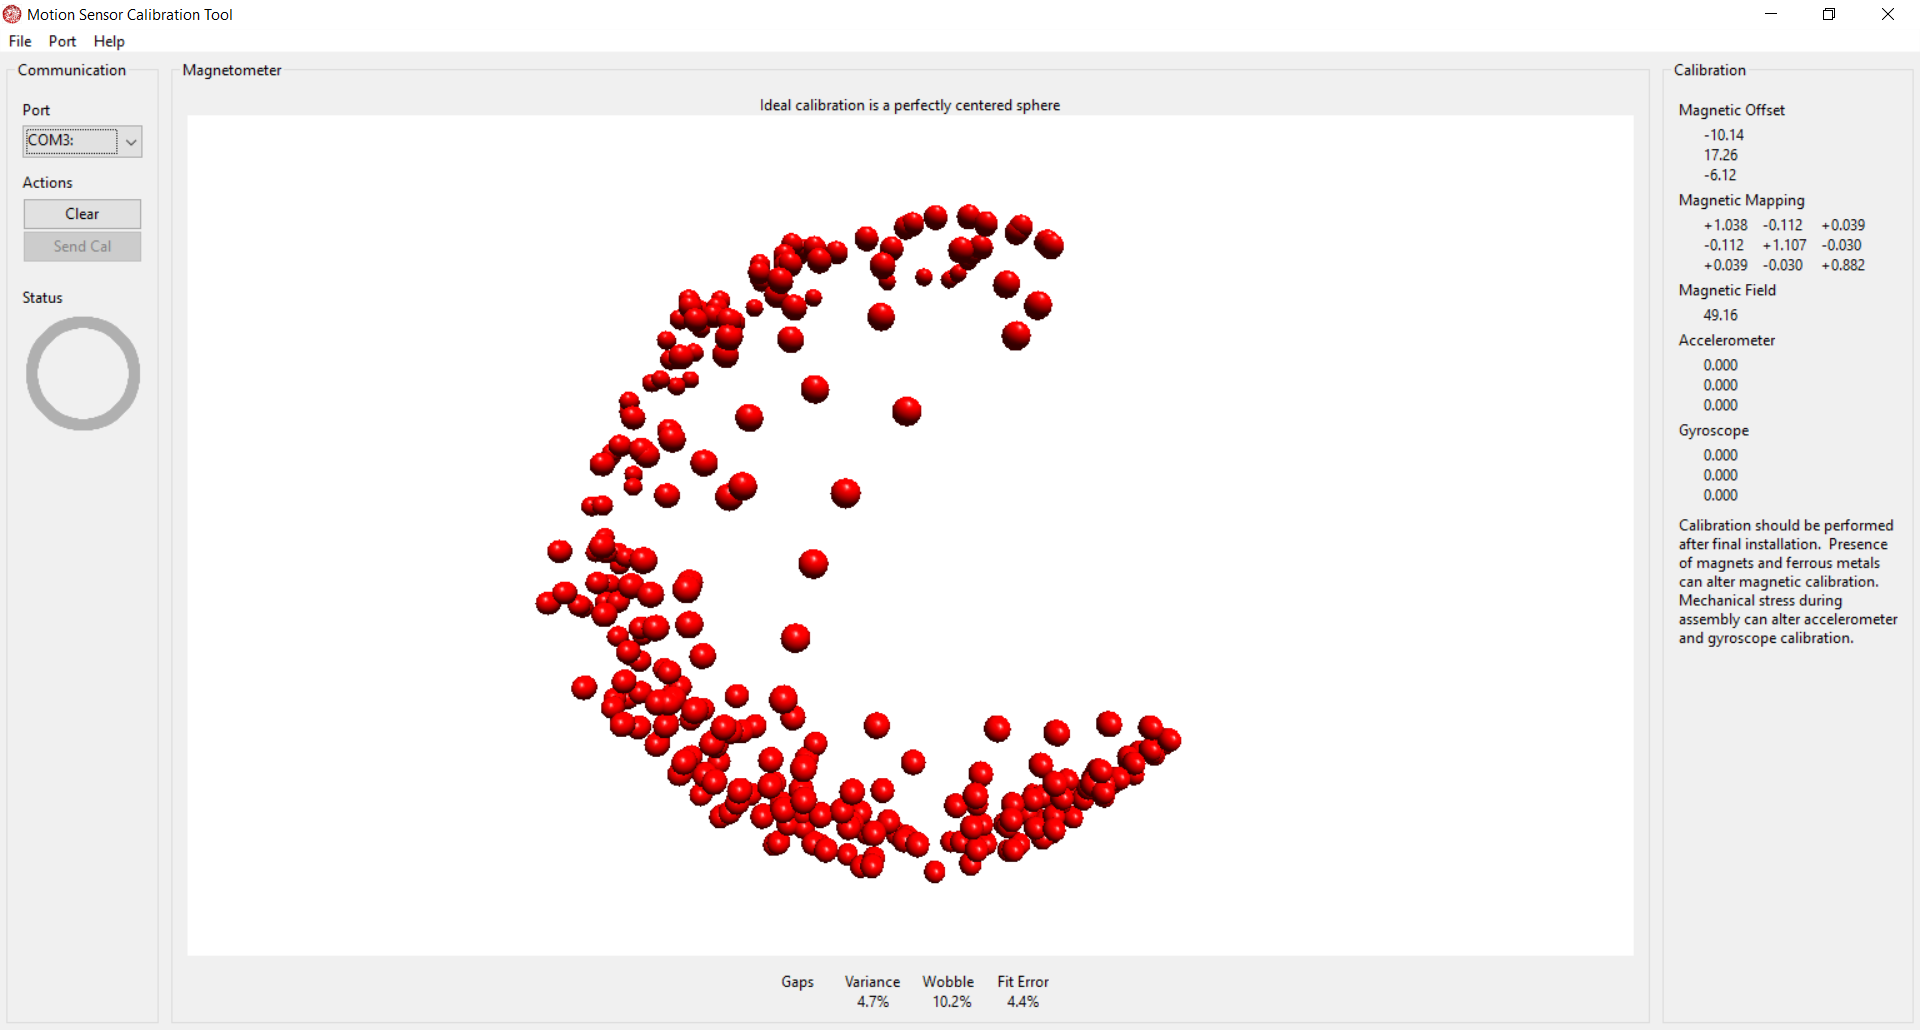 Motion Sensor Calibration Tool
File Port Help
Communication
Port
COM3:
Actions
Clear
Send Cal
Status
Magnetometer
Ideal calibration is a perfectly centered sphere
Gaps Variance Wobble Fit Error
4.7% 10.2% 4.4%
Calibration
Magnetic Offset
-10.14
17.26
-6.12
Magnetic Mapping
+1.038 -0.112 +0.039
-0.112 +1.107 -0.030
+0.039 -0.030 +0.882
Magnetic Field
49.16
Accelerometer
0.000
0.000
0.000
Gyroscope
0.000
0.000
0.000
Calibration should be performed
after final installation. Presence
of magnets and ferrous metals
can alter magnetic calibration.
Mechanical stress during
assembly can alter accelerometer
and gyroscope calibration.